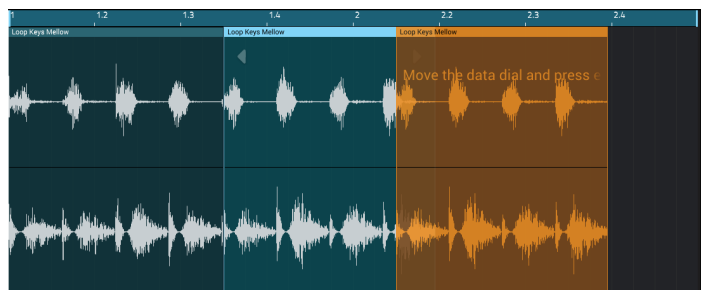 1 1.2 1.3 1.4 2 2.2 2.3 2.4
Loop Keys Mellow Loop Keys Mellow Loop Keys Mellow
Move the data dial and press e